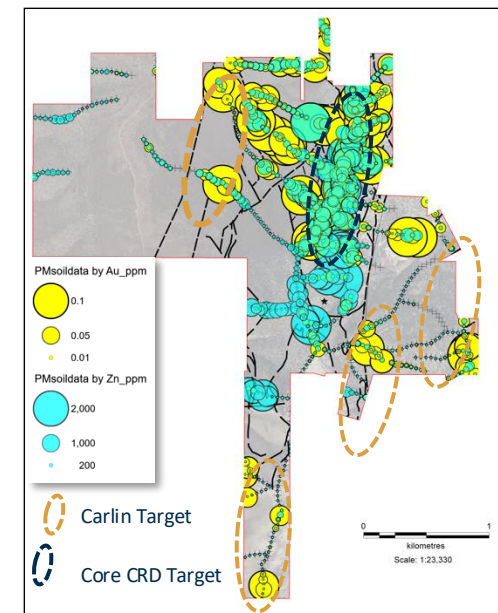 PMsoildata by Au_ppm
0.1
0.05
0.01
PMsoildata by Zn_ppm
2,000
1,000
200
Carlin Target
Core CRD Target
0 1
kilometres
Scale: 1:23,330